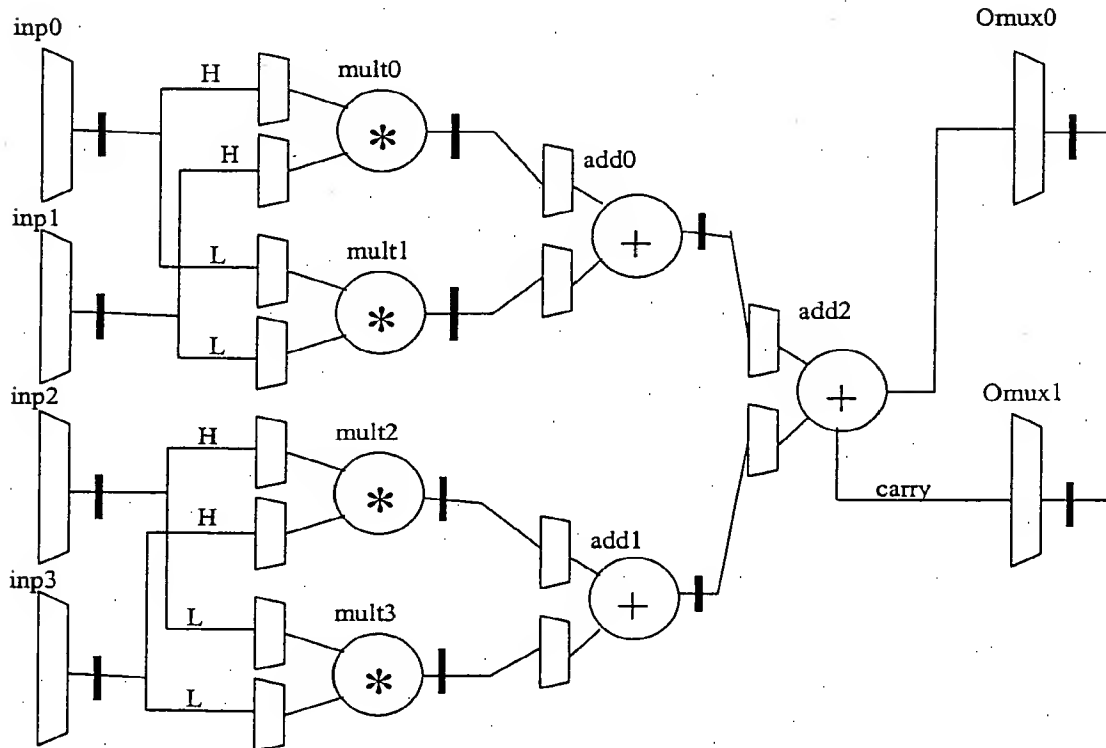 inp0
Omux0
H
mult0
H
add0
inp1
L
mult1
L
add2
inp2
Omux1
H
mult2
carry
H
add1
inp3
L
mult3
L